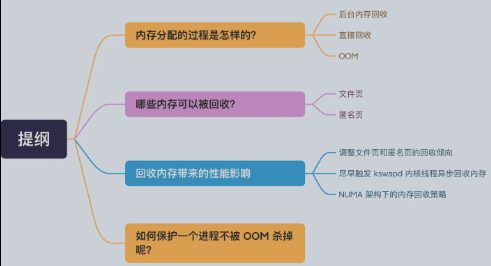 提纲
内存分配的过程是怎样的？
后台内存回收
直接回收
OOM
哪些内存可以被回收？
文件页
匿名页
回收内存带来的性能影响
调整文件页和匿名页的回收倾向
尽早触发 kswapd 内核线程异步回收内存
NUMA 架构下的内存回收策略
如何保护一个进程不被 OOM 杀掉
呢？